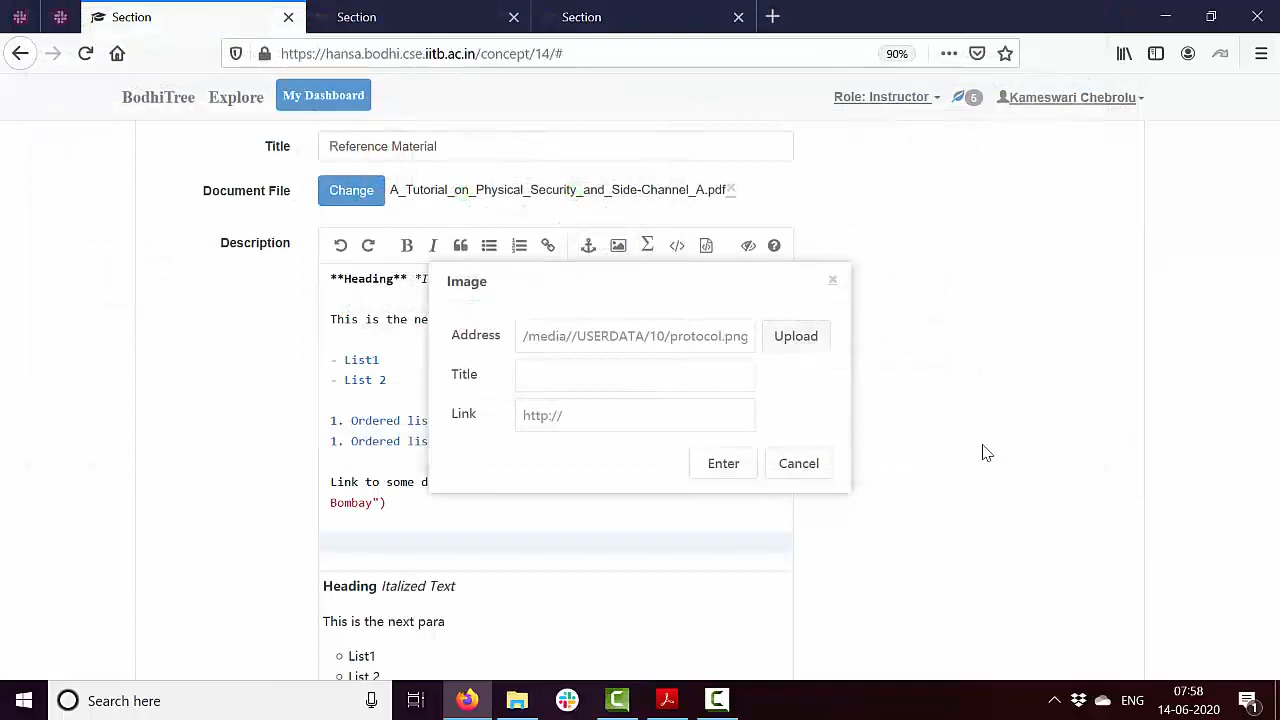 Section
Section
Section
https://hansa.bodhi.cse.iitb.ac.in/concept/14/#
90%
BodhiTree Explore My Dashboard Role: Instructor 5 Kameswari Chebrolu
Title Reference Material
Document File Change A_Tutorial_on_Physical_Security_and_Side-Channel_A.pdf
Description
**Heading** *I
Image
This is the ne
Address /media//USERDATA/10/protocol.png Upload
- List1
Title
- List 2
Link http://
1. Ordered lis
1. Ordered lis
Enter Cancel
Link to some d
Bombay")
Heading Italized Text
This is the next para
List1
List 2
Search here
ENG
07:58
14-06-2020
1